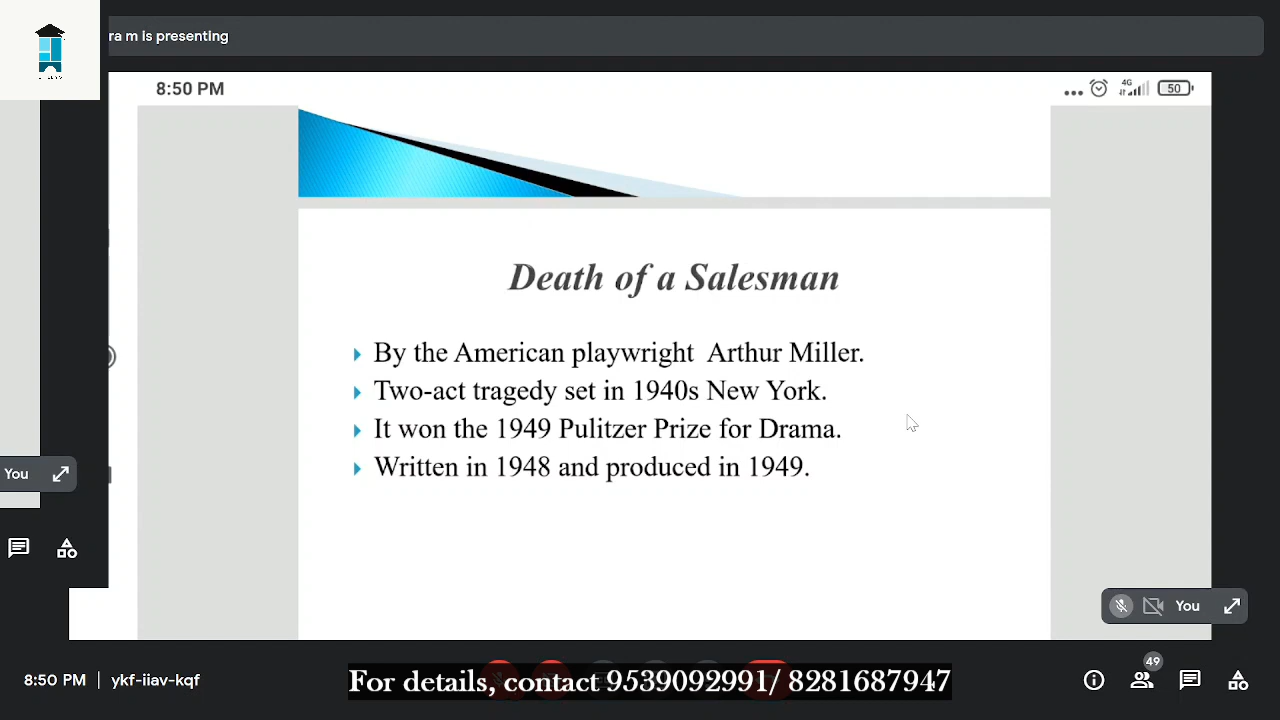 ra m is presenting
8:50 PM
4G
50
Death of a Salesman
By the American playwright Arthur Miller.
Two-act tragedy set in 1940s New York.
It won the 1949 Pulitzer Prize for Drama.
Written in 1948 and produced in 1949.
You
You
49
8:50 PM | ykf-iiav-kqf
For details, contact 9539092991/ 8281687947